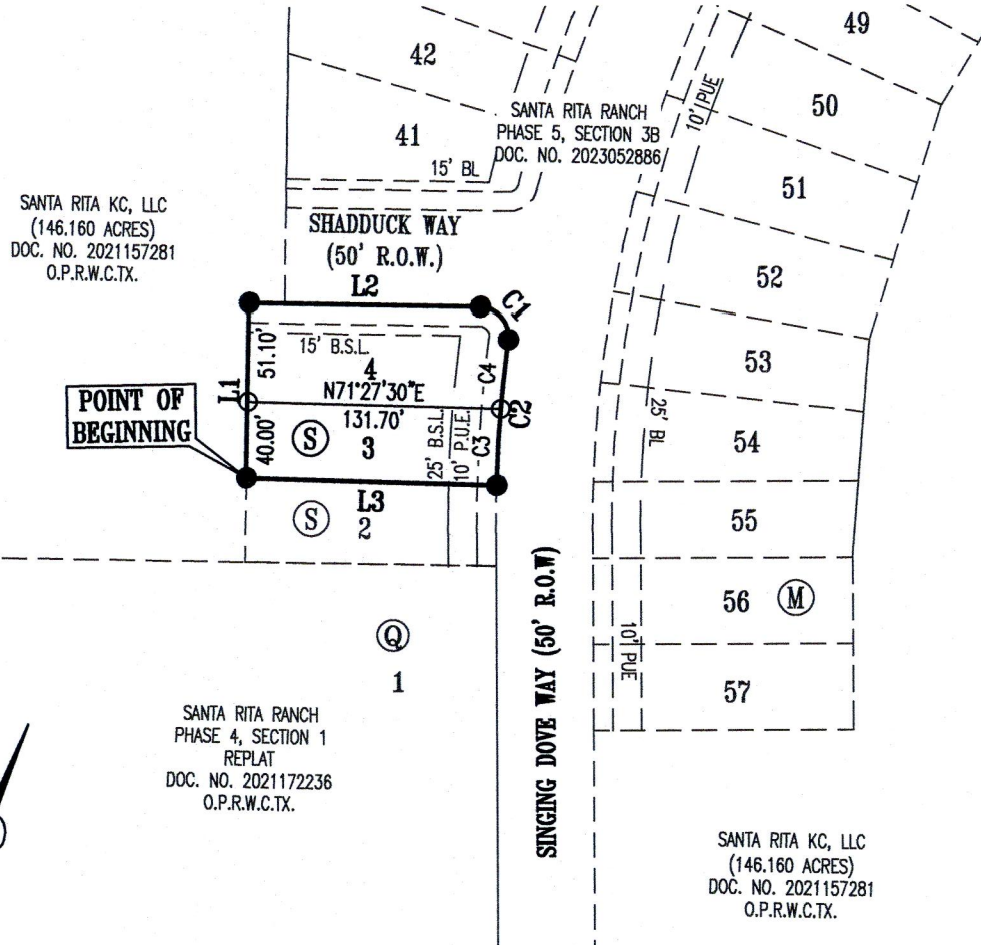 49
42
50
10' PUE
SANTA RITA RANCH
PHASE 5, SECTION 3B
DOC. NO. 2023052886
41
15' BL
51
SANTA RITA KC, LLC
(146.160 ACRES)
DOC. NO. 2021157281
O.P.R.W.C.TX.
SHADDUCK WAY
(50' R.O.W.)
52
L2
C1
15' B.S.L.
51.10'
4
C4
53
L1
N71°27'30"E
131.70'
C2
POINT OF
BEGINNING
40.00'
S
3
25' B.S.L.
10' P.U.E.
C3
25' BL
54
L3
S
2
55
SINGING DOVE WAY (50' R.O.W)
56
M
Q
1
10' PUE
57
SANTA RITA RANCH
PHASE 4, SECTION 1
REPLAT
DOC. NO. 2021172236
O.P.R.W.C.TX.
SANTA RITA KC, LLC
(146.160 ACRES)
DOC. NO. 2021157281
O.P.R.W.C.TX.